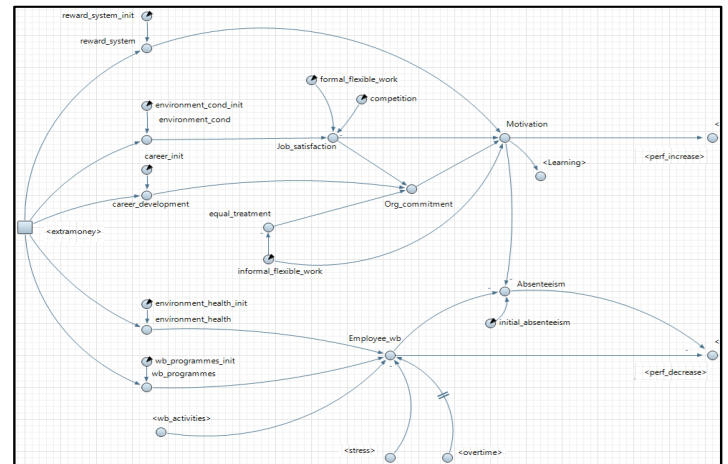 reward_system_init
reward_system
formal_flexible_work
competition
environment_cond_init
environment_cond
Motivation
<
Job_satisfaction
<perf_increase>
career_init
<Learning>
career_development
Org_commitment
equal_treatment
<extramoney>
informal_flexible_work
Absenteeism
environment_health_init
environment_health
initial_absenteeism
Employee_wb
<
wb_programmes_init
wb_programmes
<perf_decrease>
<wb_activities>
<stress>
<overtime>